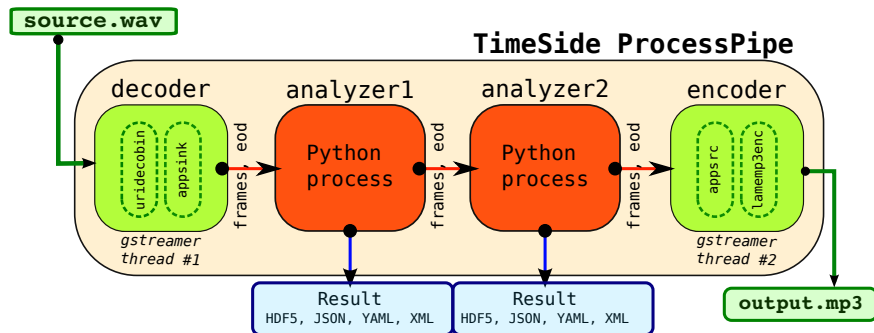 source.wav
TimeSide ProcessPipe
decoder
analyzer1
analyzer2
encoder
uridecobin
appsink
frames, eod
Python
process
frames, eod
Python
process
frames, eod
appsrc
lamemp3enc
gstreamer
thread #1
gstreamer
thread #2
Result
HDF5, JSON, YAML, XML
Result
HDF5, JSON, YAML, XML
output.mp3